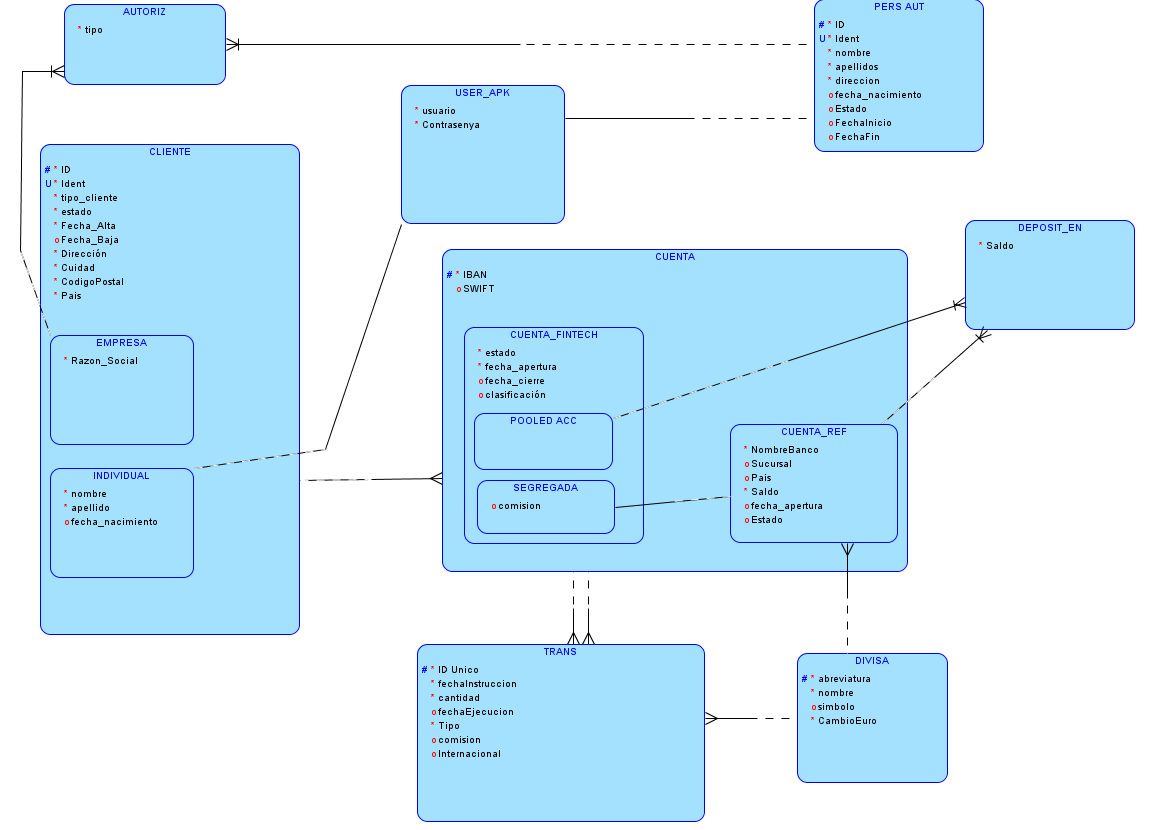 AUTORIZ
* tipo
PERS AUT
# * ID
U * Ident
* nombre
* apellidos
* direccion
o fecha_nacimiento
o Estado
o FechaInicio
o FechaFin
USER_APK
* usuario
* Contrasenya
CLIENTE
# * ID
U * Ident
* tipo_cliente
* estado
* Fecha_Alta
o Fecha_Baja
* Dirección
* Cuidad
* CodigoPostal
* Pais
EMPRESA
* Razon_Social
INDIVIDUAL
* nombre
* apellido
o fecha_nacimiento
DEPOSIT_EN
* Saldo
CUENTA
# * IBAN
o SWIFT
CUENTA_FINTECH
* estado
* fecha_apertura
o fecha_cierre
o clasificación
POOLED ACC
SEGREGADA
o comision
CUENTA_REF
* NombreBanco
o Sucursal
o Pais
* Saldo
o fecha_apertura
o Estado
TRANS
# * ID Unico
* fechaInstruccion
* cantidad
o fechaEjecucion
* Tipo
o comision
o Internacional
DIVISA
# * abreviatura
* nombre
o simbolo
* CambioEuro